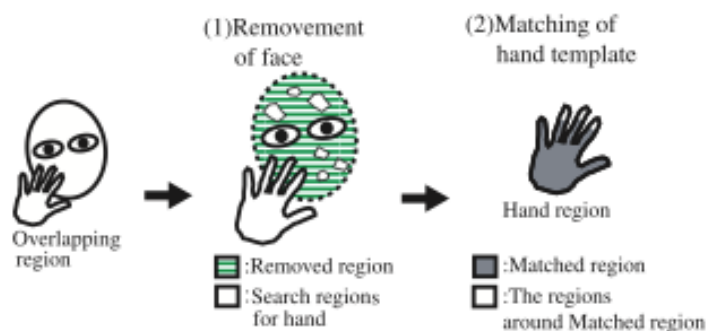 (1)Removement
of face
(2)Matching of
hand template
Overlapping
region
Hand region
:Removed region
:Search regions
for hand
:Matched region
:The regions
around Matched region